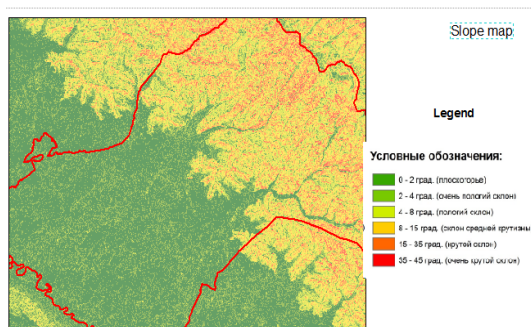 Slope map
Legend
Условные обозначения:
0 - 2 град. (плоскогорье)
2 - 4 град. (очень пологий склон)
4 - 8 град. (пологий склон)
8 - 15 град. (склон средней крутизны
15 - 35 град. (крутой склон)
35 - 45 град. (очень крутой склон)